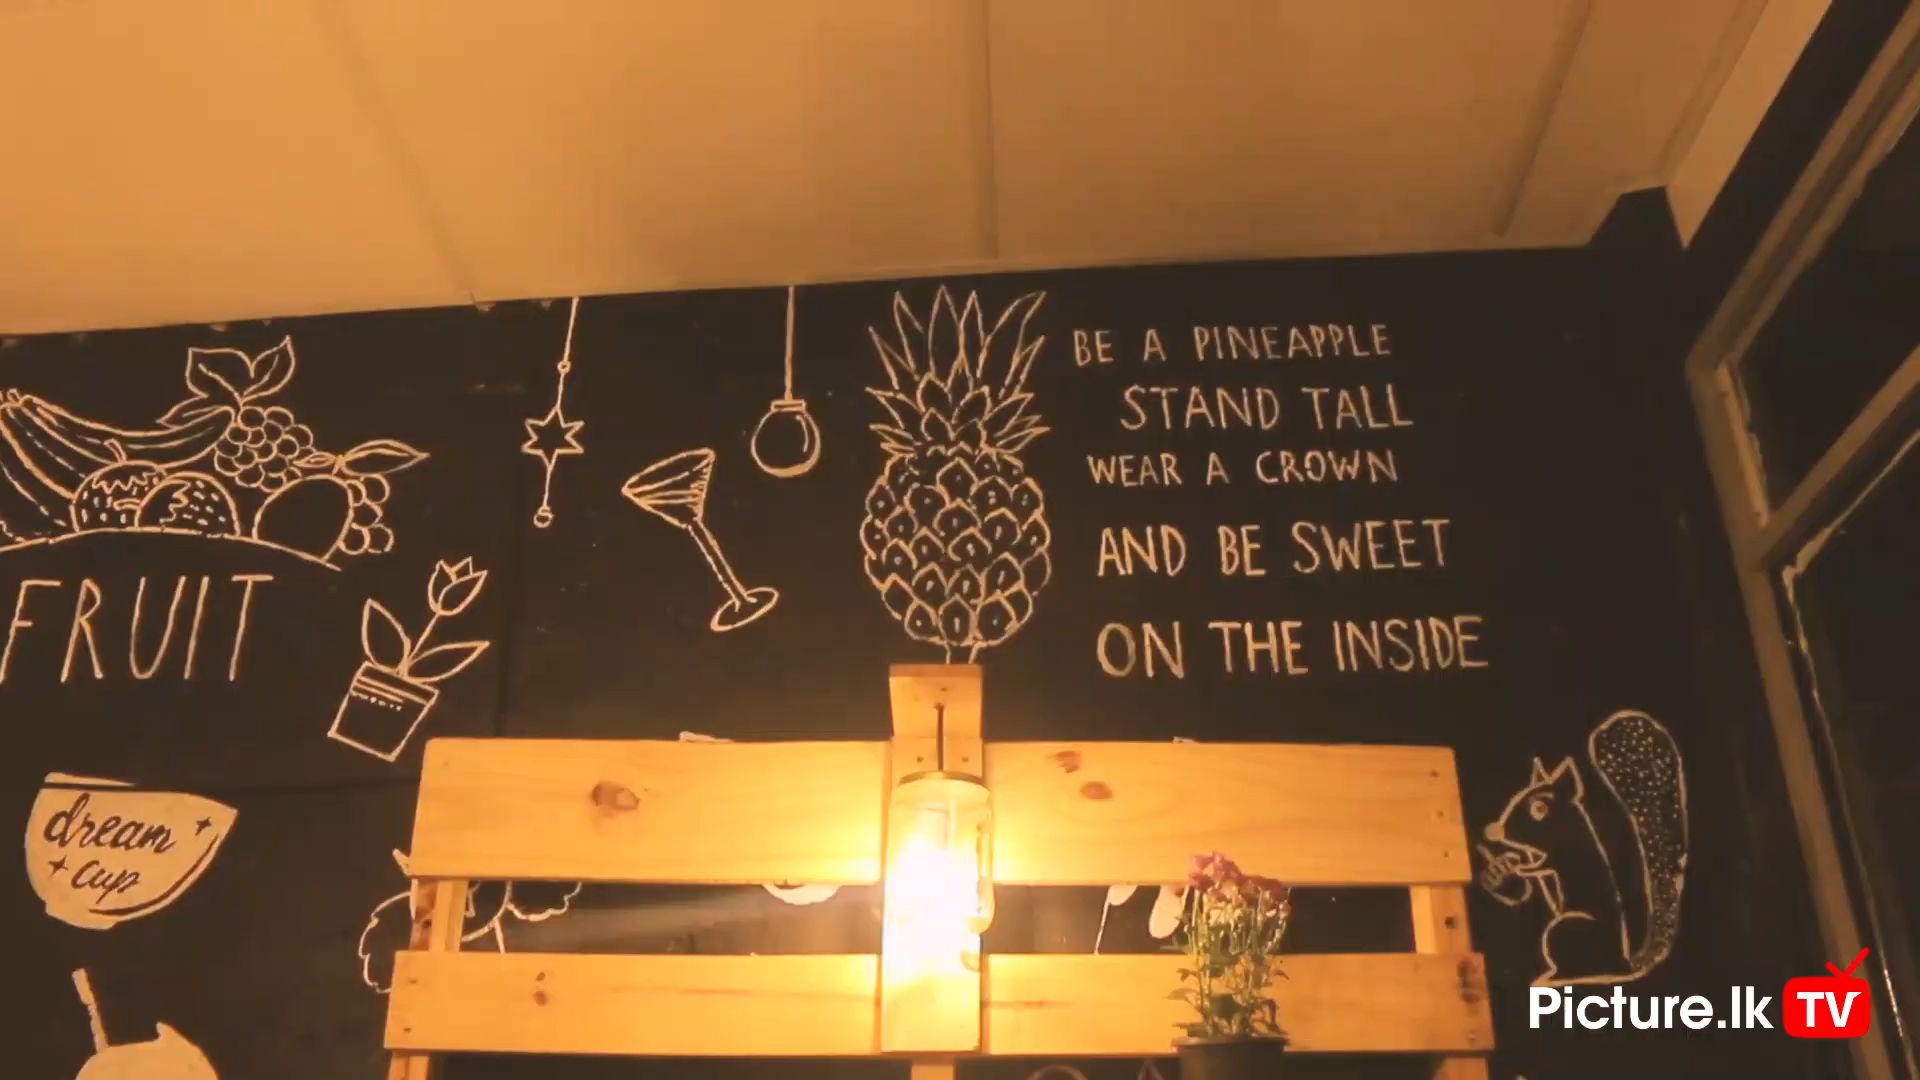 BE A PINEAPPLE
STAND TALL
WEAR A CROWN
AND BE SWEET
ON THE INSIDE
FRUIT
dream
cup
Picture.lk TV